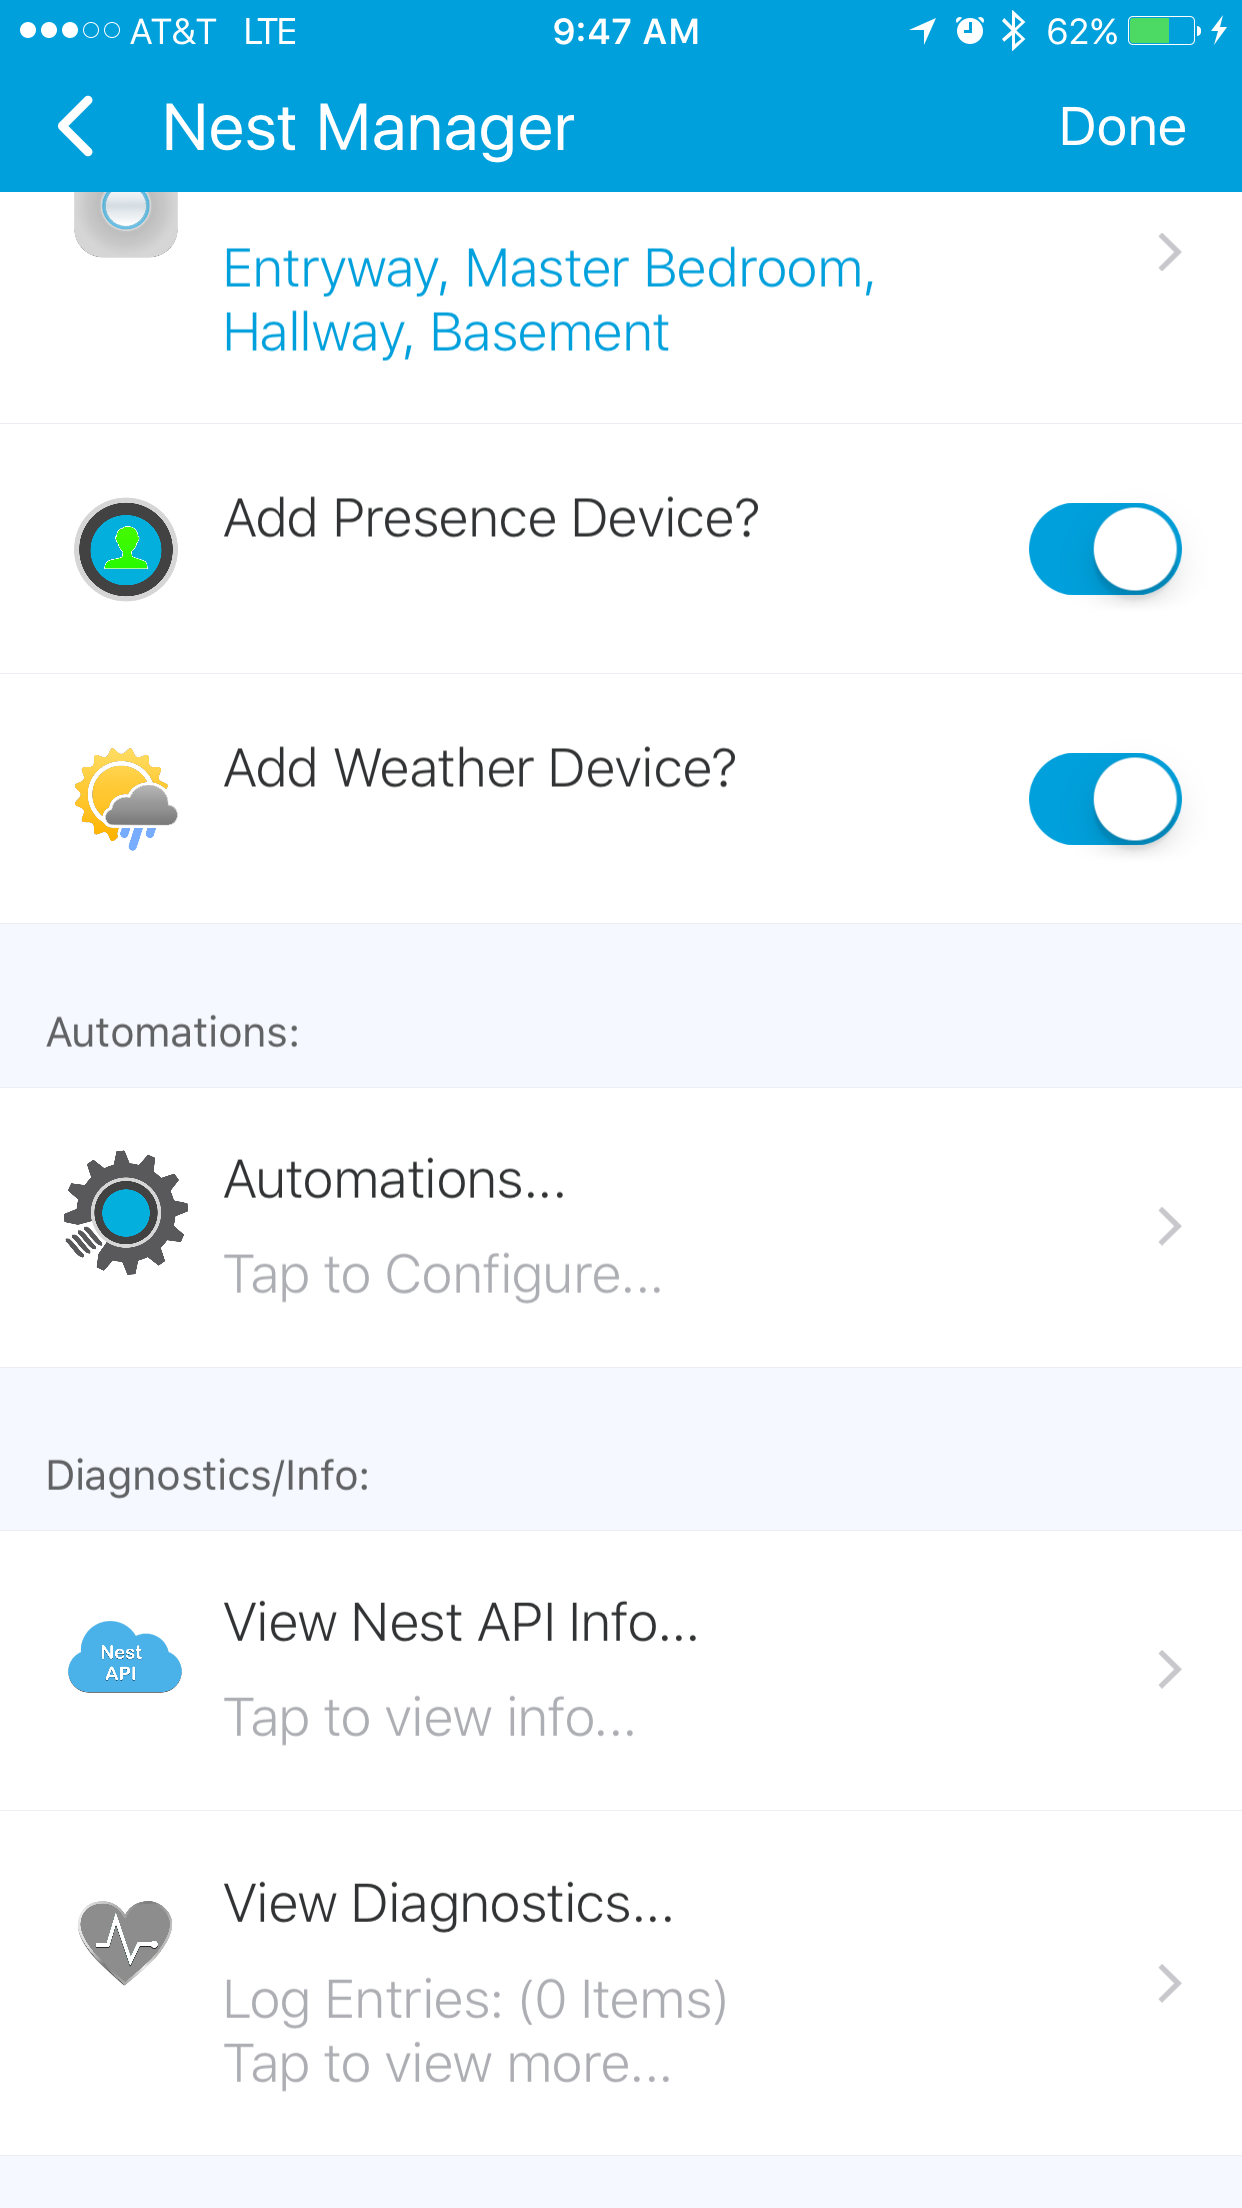 AT&T LTE 9:47 AM 62%
Nest Manager Done
Entryway, Master Bedroom,
Hallway, Basement
Add Presence Device?
Add Weather Device?
Automations:
Automations...
Tap to Configure...
Diagnostics/Info:
View Nest API Info...
Nest
API
Tap to view info...
View Diagnostics...
Log Entries: (0 Items)
Tap to view more...